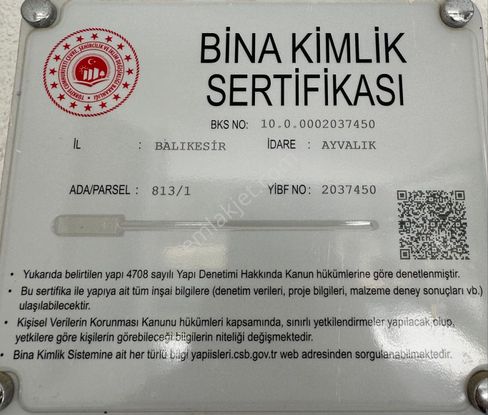 BİNA KİMLİK
SERTİFİKASI
BKS NO: 10.0.0002037450
İL : BALIKESİR İDARE : AYVALIK
ADA/PARSEL : 813/1 YİBF NO : 2037450
• Yukarıda belirtilen yapı 4708 sayılı Yapı Denetimi Hakkında Kanun hükümlerine göre denetlenmiştir.
• Bu sertifika ile yapıya ait tüm inşai bilgilere (denetim verileri, proje bilgileri, malzeme deney sonuçları vb.)
ulaşılabilecektir.
• Kişisel Verilerin Korunması Kanunu hükümleri kapsamında, sınırlı yetkilendirmeler yapılacak olup,
yetkilere göre kişilerin görebileceği bilgilerin niteliği değişmektedir.
• Bina Kimlik Sistemine ait her türlü bilgi yapiisleri.csb.gov.tr web adresinden sorgulanabilmektedir.
emlakjet.com